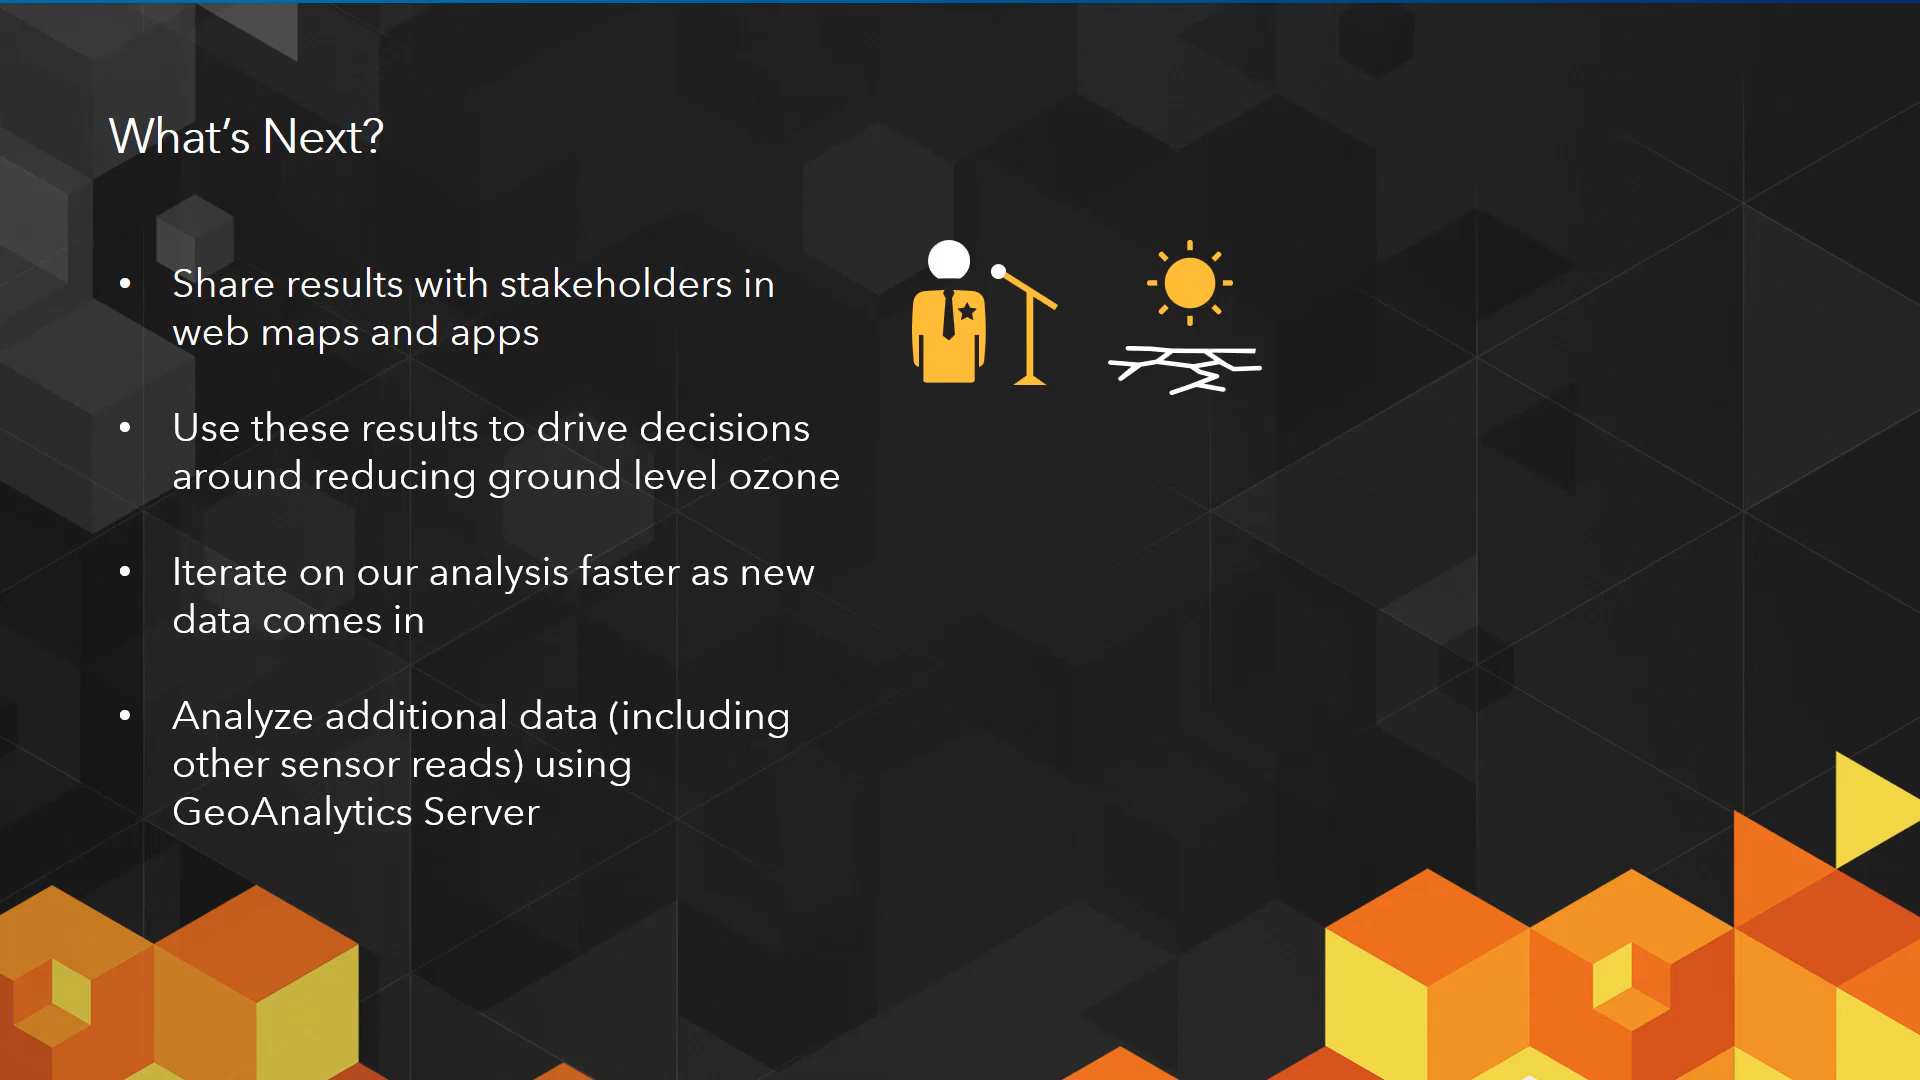 What’s Next?
• Share results with stakeholders in
web maps and apps
• Use these results to drive decisions
around reducing ground level ozone
• Iterate on our analysis faster as new
data comes in
• Analyze additional data (including
other sensor reads) using
GeoAnalytics Server